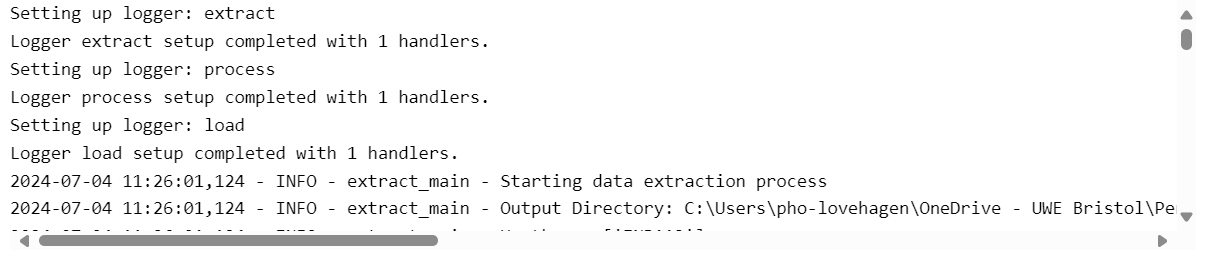 Setting up logger: extract
Logger extract setup completed with 1 handlers.
Setting up logger: process
Logger process setup completed with 1 handlers.
Setting up logger: load
Logger load setup completed with 1 handlers.
2024-07-04 11:26:01,124 - INFO - extract_main - Starting data extraction process
2024-07-04 11:26:01,124 - INFO - extract_main - Output Directory: C:\Users\pho-lovehagen\OneDrive - UWE Bristol\Pe